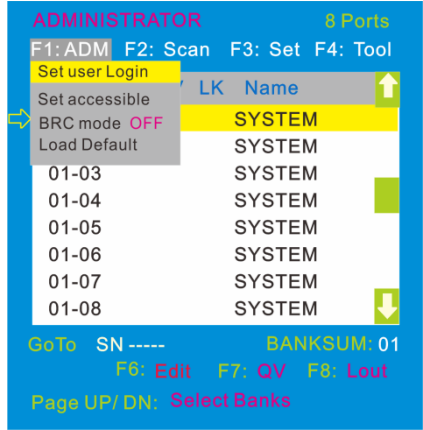 ADMINISTRATOR 8 Ports
F1: ADM F2: Scan F3: Set F4: Tool
Set user Login
LK Name
Set accessible
BRC mode OFF SYSTEM
Load Default SYSTEM
01-03 SYSTEM
01-04 SYSTEM
01-05 SYSTEM
01-06 SYSTEM
01-07 SYSTEM
01-08 SYSTEM
GoTo SN ----- BANKSUM: 01
F6: Edit F7: QV F8: Lout
Page UP/ DN: Select Banks